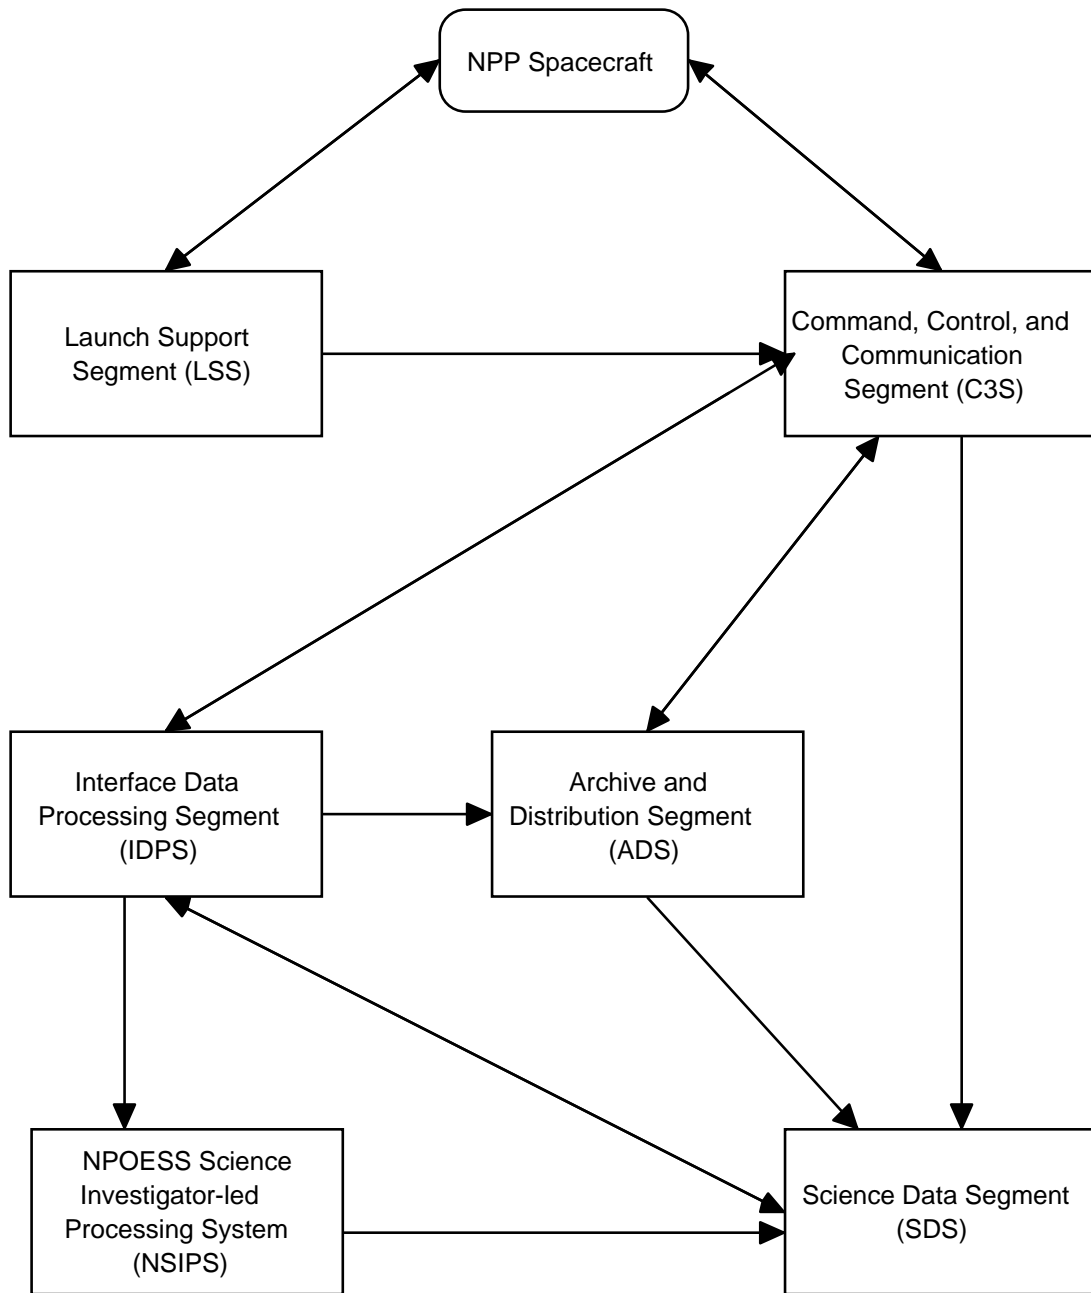 NPP Spacecraft
Launch Support
Segment (LSS)
Command, Control, and
Communication
Segment (C3S)
Interface Data
Processing Segment
(IDPS)
Archive and
Distribution Segment
(ADS)
NPOESS Science
Investigator-led
Processing System
(NSIPS)
Science Data Segment
(SDS)